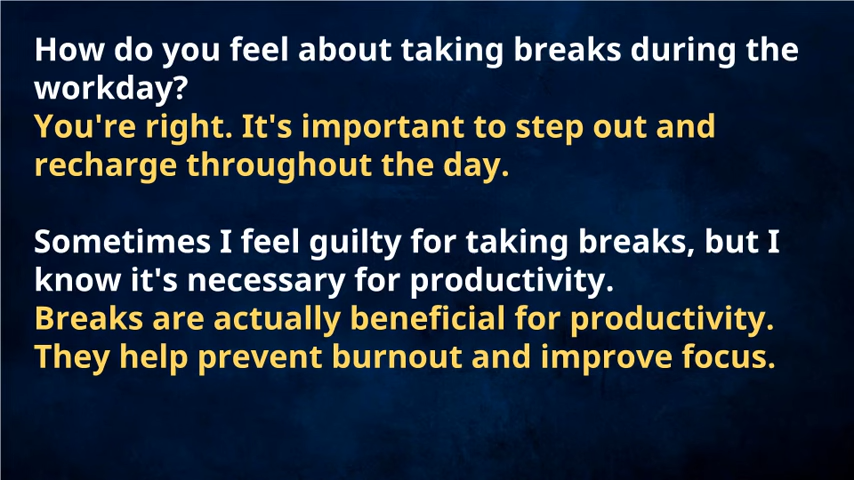 How do you feel about taking breaks during the
workday?
You're right. It's important to step out and
recharge throughout the day.
Sometimes I feel guilty for taking breaks, but I
know it's necessary for productivity.
Breaks are actually beneficial for productivity.
They help prevent burnout and improve focus.